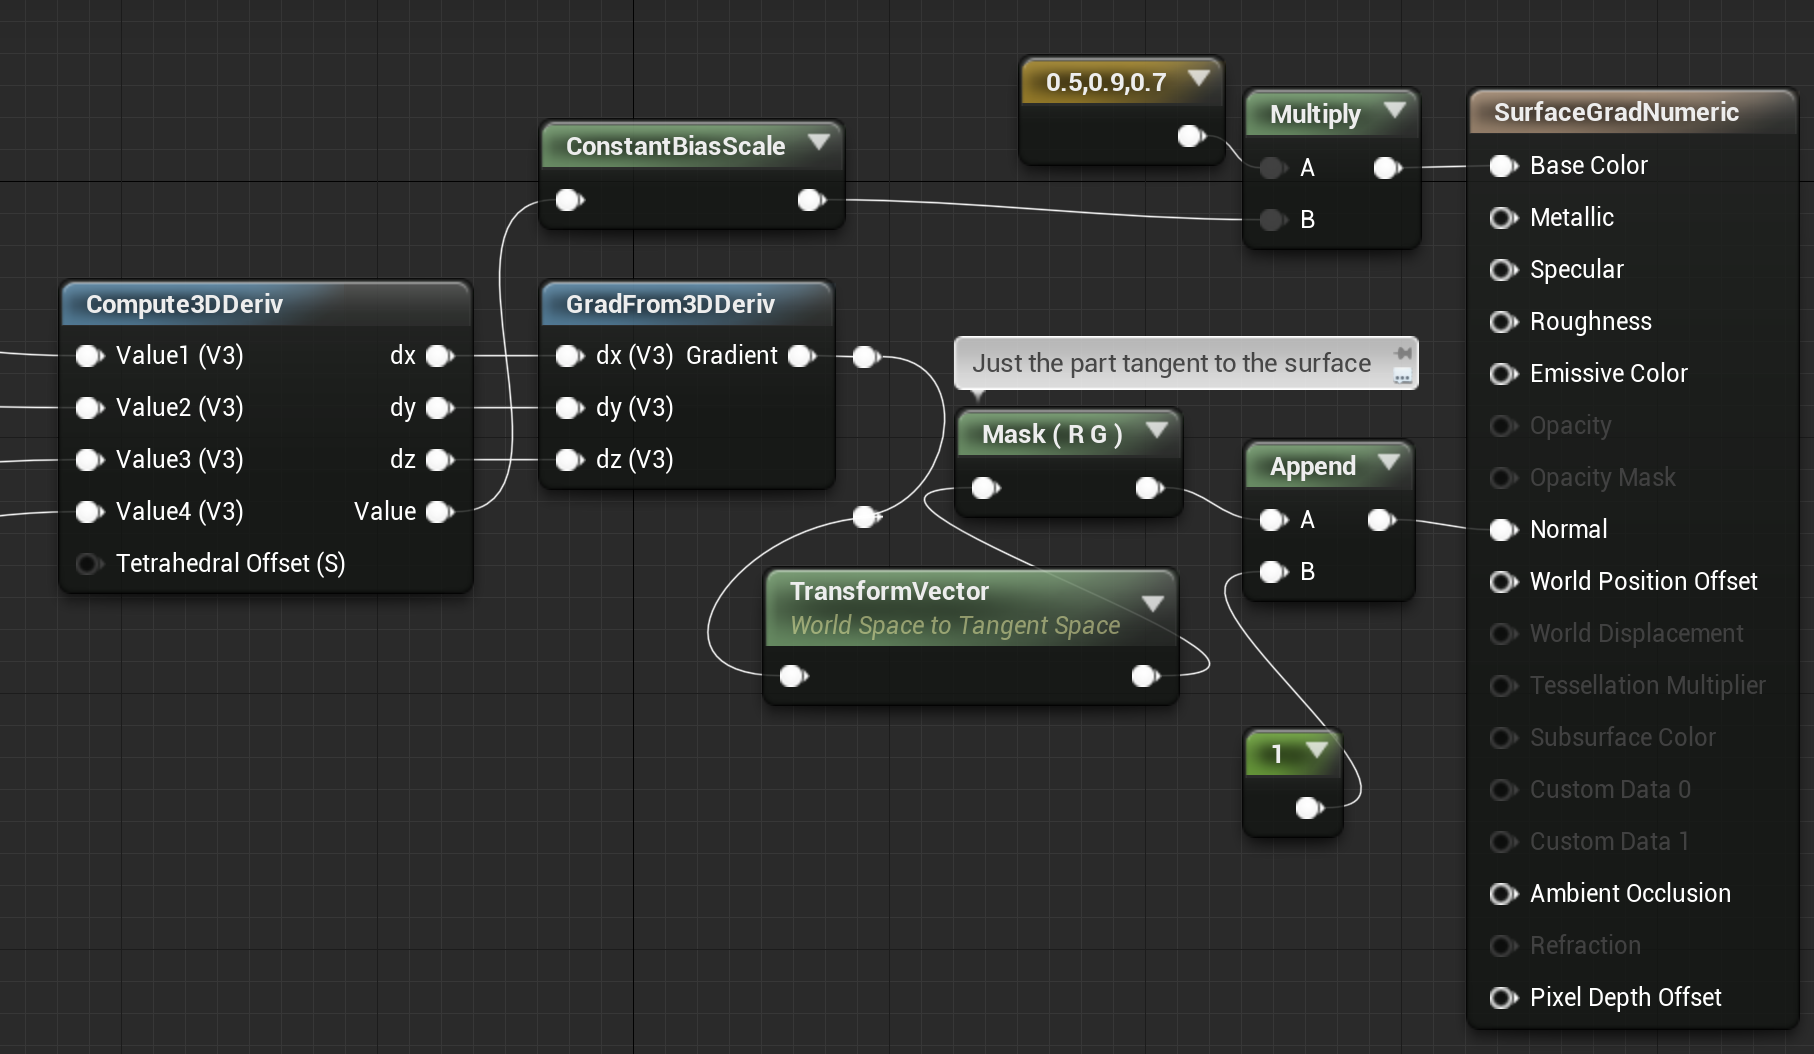 0.5,0.9,0.7
Multiply
A
B
SurfaceGradNumeric
Base Color
Metallic
Specular
Roughness
Emissive Color
Opacity
Opacity Mask
Normal
World Position Offset
World Displacement
Tessellation Multiplier
Subsurface Color
Custom Data 0
Custom Data 1
Ambient Occlusion
Refraction
Pixel Depth Offset
ConstantBiasScale
Compute3DDeriv
Value1 (V3) dx
Value2 (V3) dy
Value3 (V3) dz
Value4 (V3) Value
Tetrahedral Offset (S)
GradFrom3DDeriv
dx (V3) Gradient
dy (V3)
dz (V3)
Just the part tangent to the surface
Mask ( R G )
Append
A
B
TransformVector
World Space to Tangent Space
1